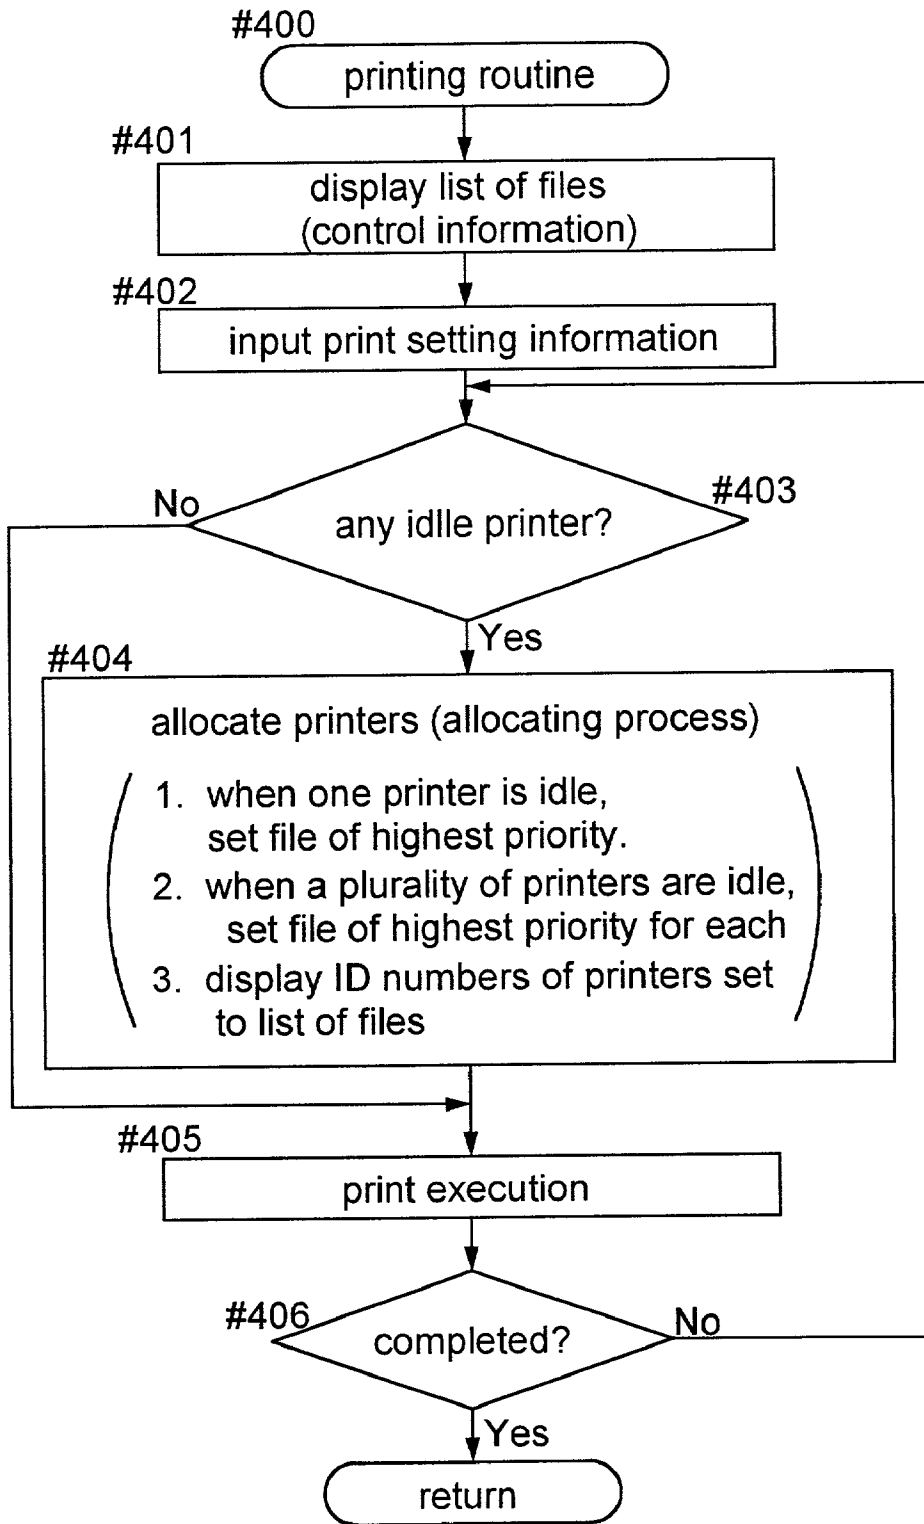 #400
printing routine
#401
display list of files
(control information)
#402
input print setting information
No
#403
any idlle printer?
Yes
#404
allocate printers (allocating process)
1. when one printer is idle,
set file of highest priority.
2. when a plurality of printers are idle,
set file of highest priority for each
3. display ID numbers of printers set
to list of files
#405
print execution
#406
completed?
No
Yes
return